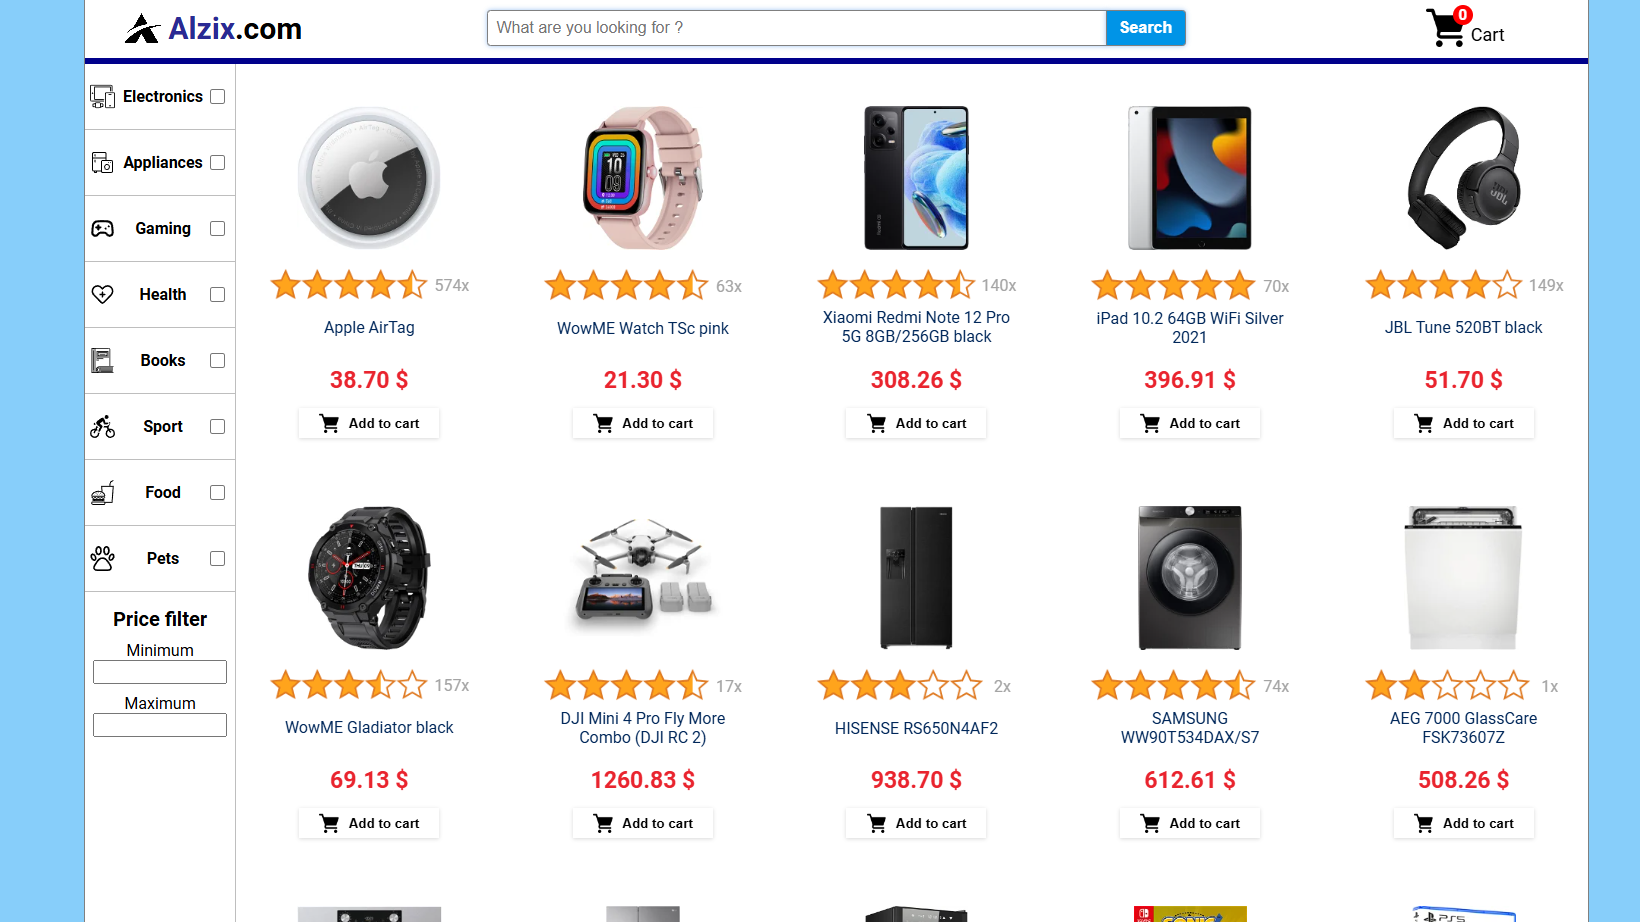 Alzix.com
What are you looking for ?
Search
0
Cart
Electronics
Appliances
Gaming
Health
Books
Sport
Food
Pets
Price filter
Minimum
Maximum
574x
Apple AirTag
38.70 $
Add to cart
63x
WowME Watch TSc pink
21.30 $
Add to cart
140x
Xiaomi Redmi Note 12 Pro
5G 8GB/256GB black
308.26 $
Add to cart
70x
iPad 10.2 64GB WiFi Silver
2021
396.91 $
Add to cart
JBL
149x
JBL Tune 520BT black
51.70 $
Add to cart
157x
WowME Gladiator black
69.13 $
Add to cart
17x
DJI Mini 4 Pro Fly More
Combo (DJI RC 2)
1260.83 $
Add to cart
2x
HISENSE RS650N4AF2
938.70 $
Add to cart
74x
SAMSUNG
WW90T534DAX/S7
612.61 $
Add to cart
1x
AEG 7000 GlassCare
FSK73607Z
508.26 $
Add to cart
SONIC
PS5